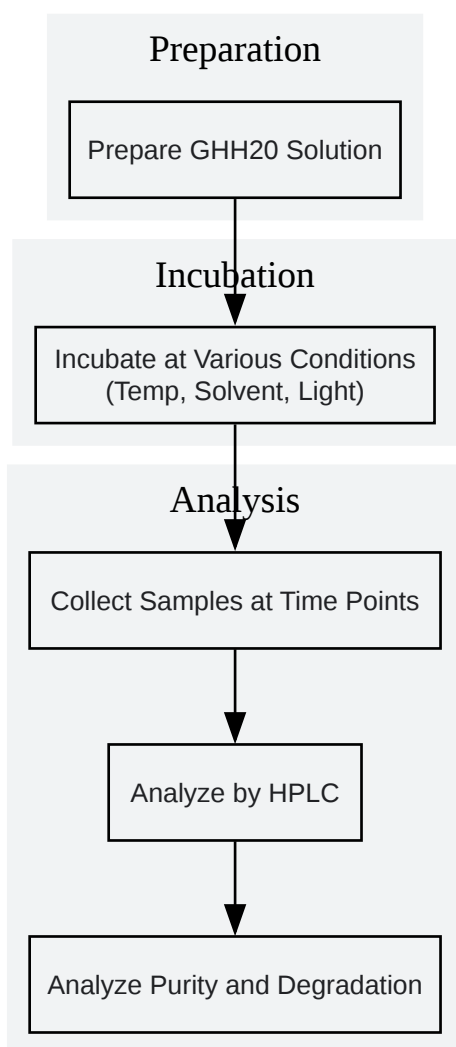 Preparation
Prepare GHH20 Solution
Incubation
Incubate at Various Conditions
(Temp, Solvent, Light)
Analysis
Collect Samples at Time Points
Analyze by HPLC
Analyze Purity and Degradation